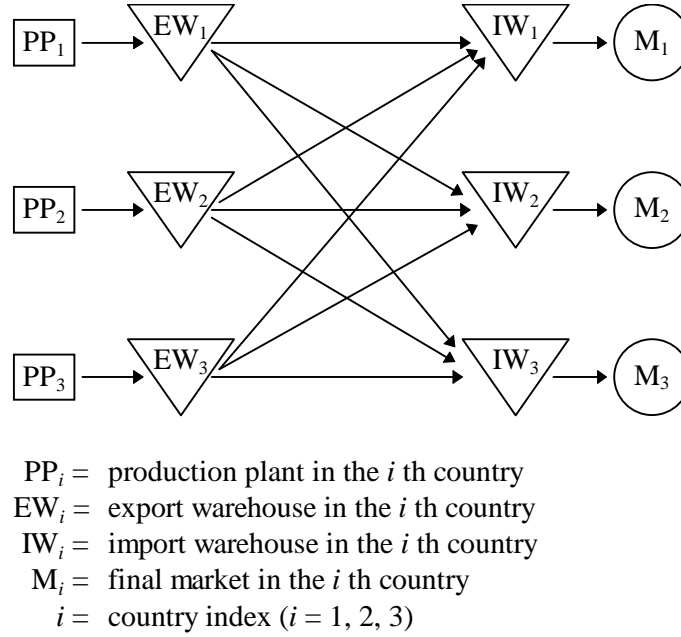 PP₁ EW₁ IW₁ M₁
PP₂ EW₂ IW₂ M₂
PP₃ EW₃ IW₃ M₃
PPᵢ = production plant in the i th country
EWᵢ = export warehouse in the i th country
IWᵢ = import warehouse in the i th country
Mᵢ = final market in the i th country
i = country index (i = 1, 2, 3)